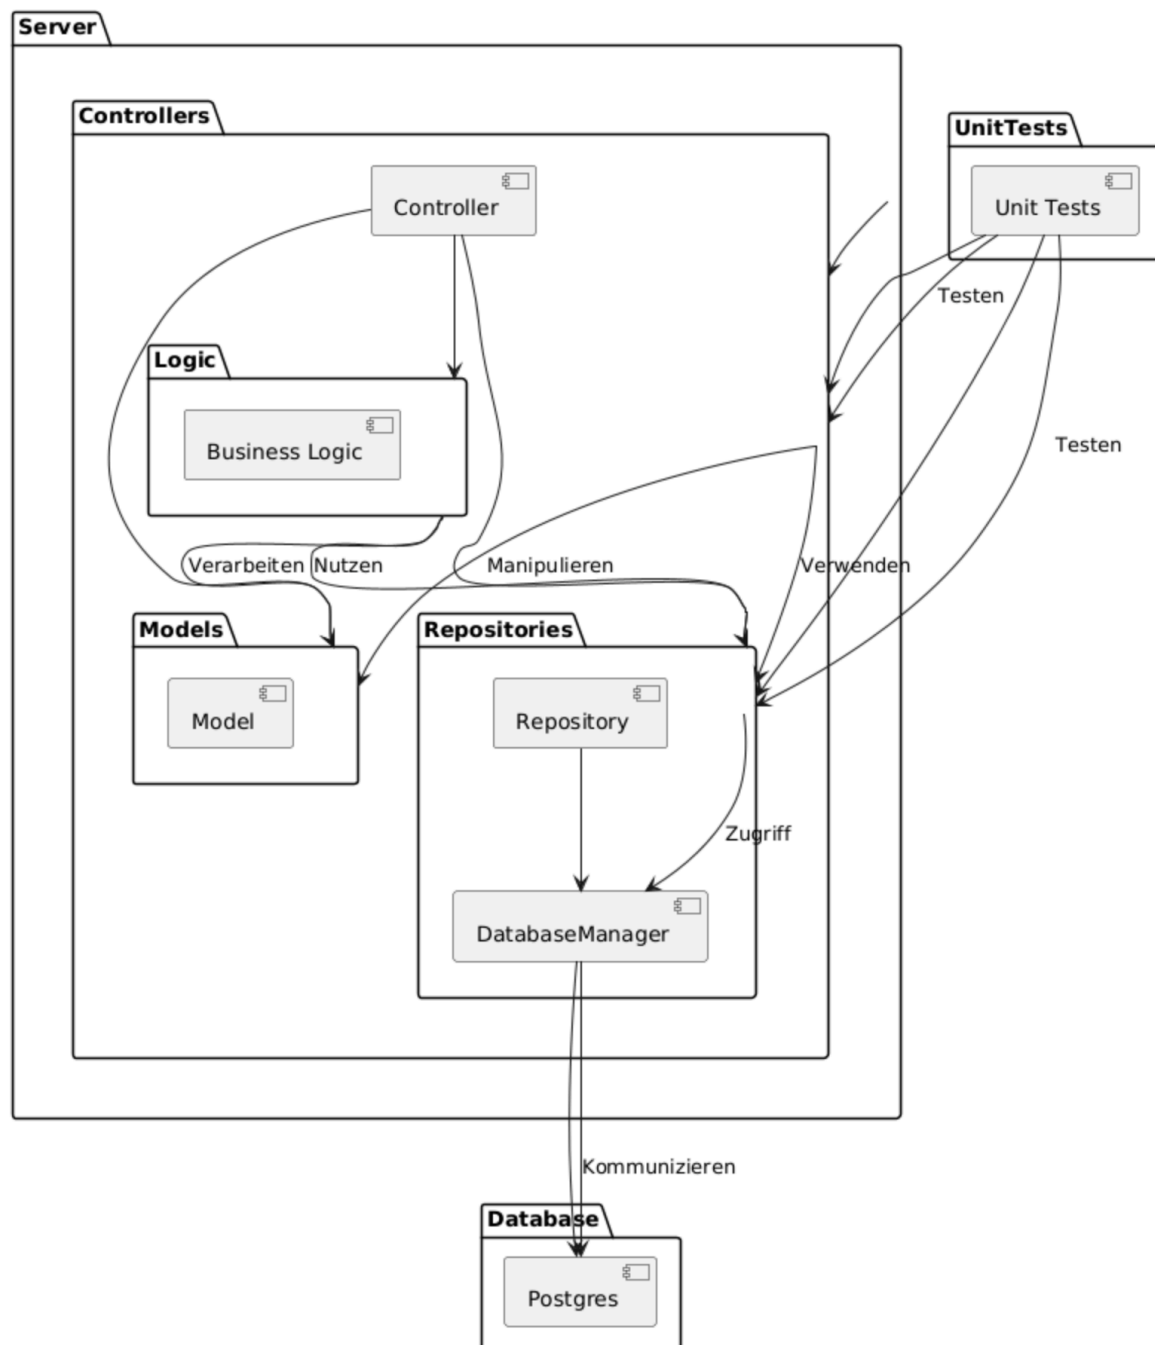 Server
Controllers
UnitTests
Controller
Unit Tests
Testen
Logic
Business Logic
Testen
Verarbeiten
Nutzen
Manipulieren
Verwenden
Models
Repositories
Model
Repository
Zugriff
DatabaseManager
Kommunizieren
Database
Postgres